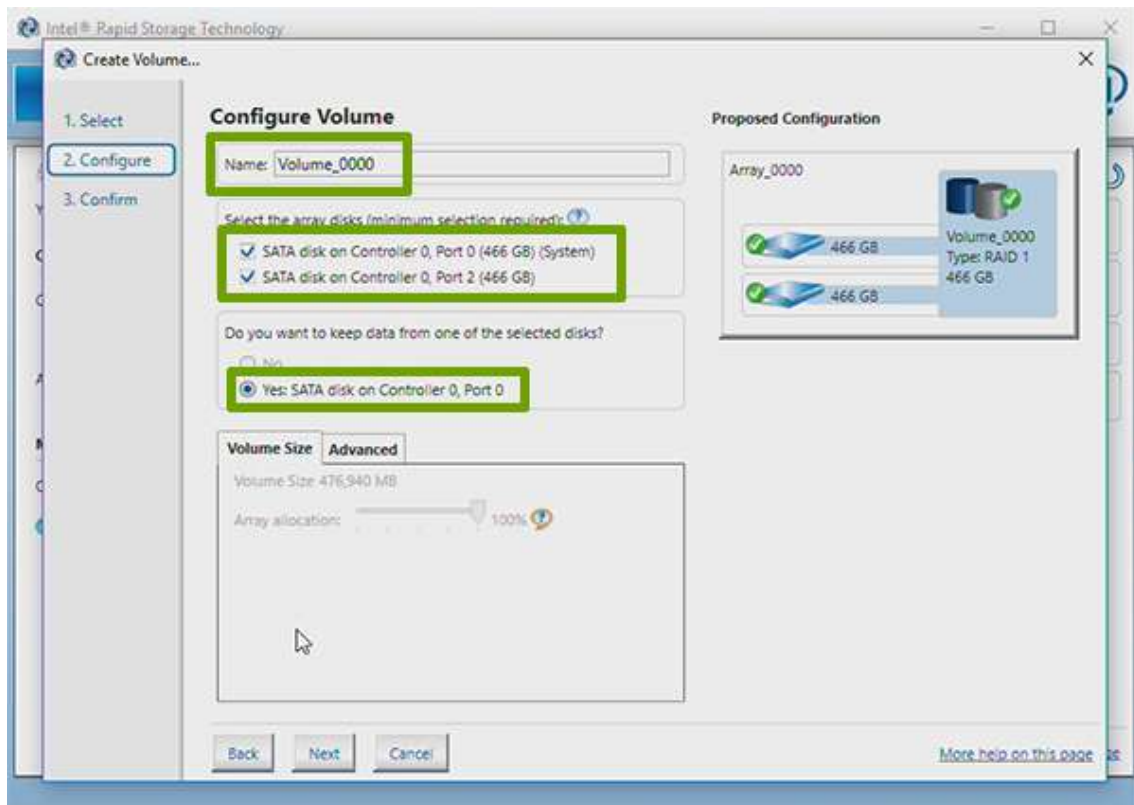 Intel® Rapid Storage Technology
Create Volume...
1. Select
2. Configure
3. Confirm
Configure Volume
Name: Volume_0000
Select the array disks (minimum selection required):
SATA disk on Controller 0, Port 0 (466 GB) (System)
SATA disk on Controller 0, Port 2 (466 GB)
Do you want to keep data from one of the selected disks?
No
Yes: SATA disk on Controller 0, Port 0
Volume Size Advanced
Volume Size 476,940 MB
Array allocation: 100%
Proposed Configuration
Array_0000
466 GB
466 GB
Volume_0000
Type: RAID 1
466 GB
Back Next Cancel
More help on this page